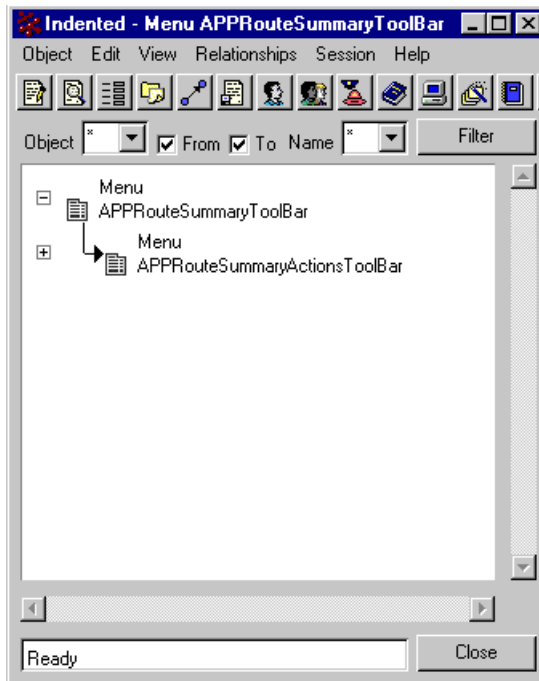 Indented - Menu APPRouteSummaryToolBar
Object Edit View Relationships Session Help
Object * From To Name * Filter
Menu
APPRouteSummaryToolBar
Menu
APPRouteSummaryActionsToolBar
Ready Close